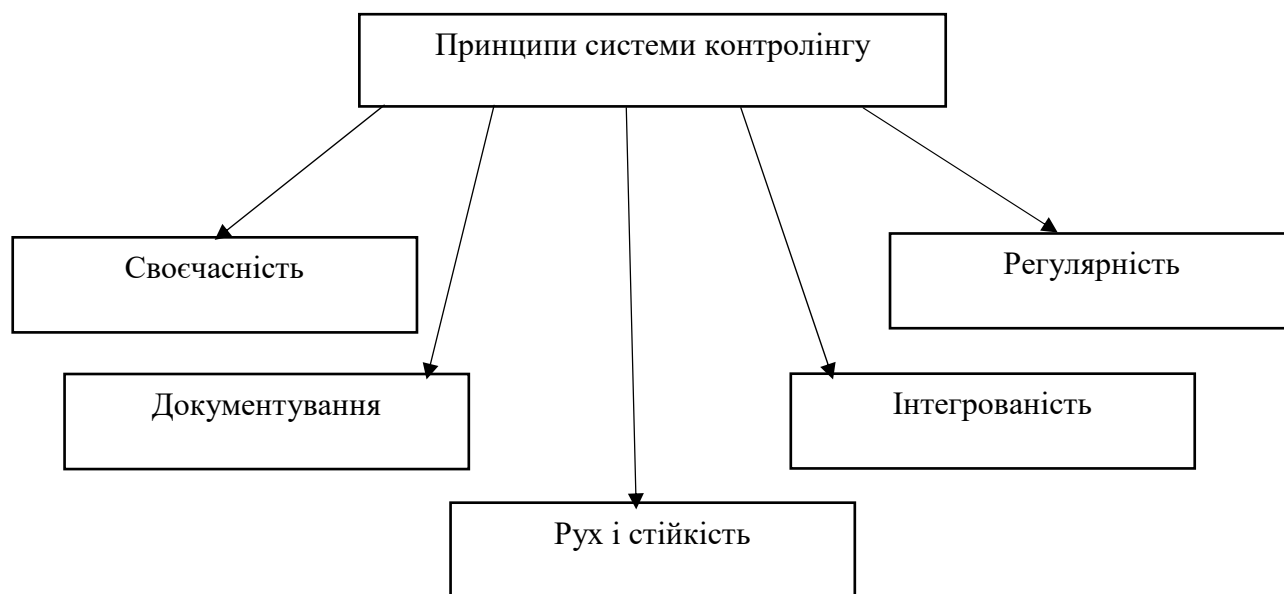 Принципи системи контролінгу
Своєчасність
Регулярність
Документування
Інтегрованість
Рух і стійкість